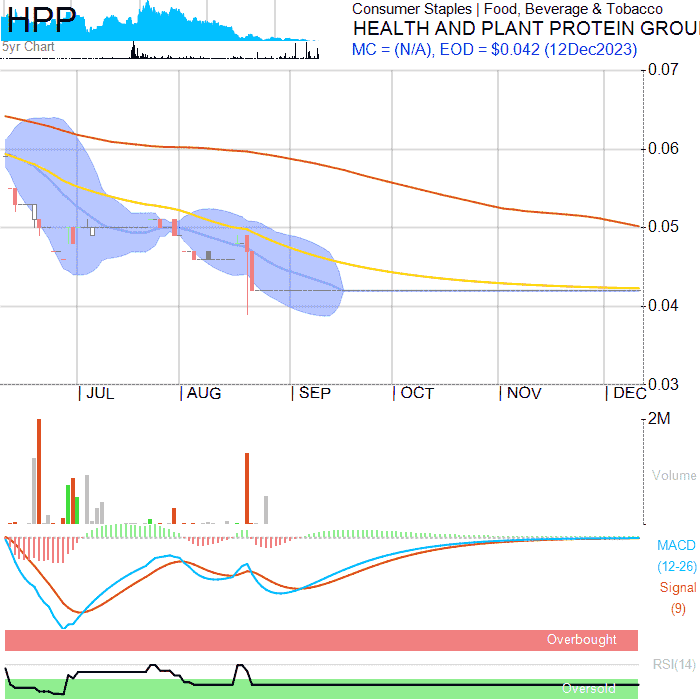 HPP
5yr Chart
Consumer Staples | Food, Beverage & Tobacco
HEALTH AND PLANT PROTEIN GROU
MC = (N/A), EOD = $0.042 (12Dec2023)
0.07
0.06
0.05
0.04
0.03
| JUL | AUG | SEP | OCT | NOV | DEC
2M
Volume
MACD
(12-26)
Signal
(9)
Overbought
RSI(14)
Oversold